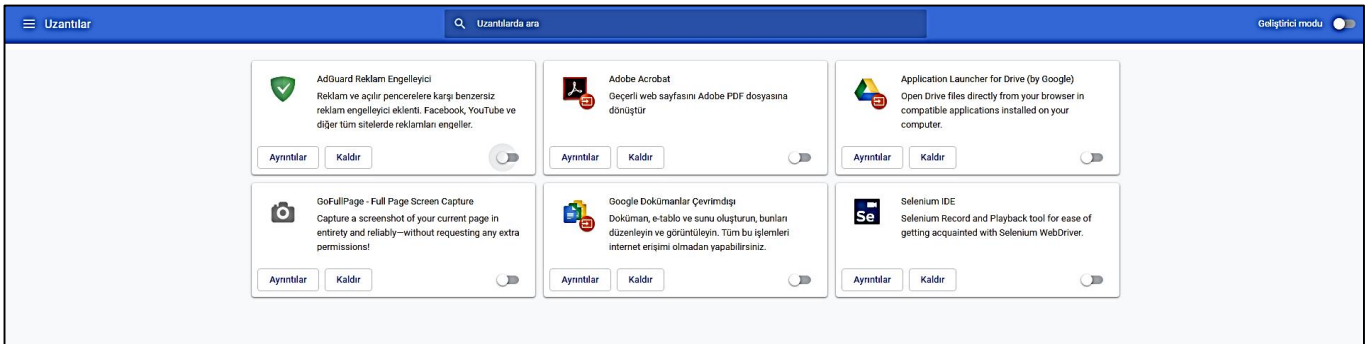 Uzantılar
Uzantılarda ara
Geliştirici modu
AdGuard Reklam Engelleyici
Reklam ve açılır pencerelere karşı benzersiz
reklam engelleyici eklenti. Facebook, YouTube ve
diğer tüm sitelerde reklamları engeller.
Ayrıntılar
Kaldır
Adobe Acrobat
Geçerli web sayfasını Adobe PDF dosyasına
dönüştür
Ayrıntılar
Kaldır
Application Launcher for Drive (by Google)
Open Drive files directly from your browser in
compatible applications installed on your
computer.
Ayrıntılar
Kaldır
GoFullPage - Full Page Screen Capture
Capture a screenshot of your current page in
entirety and reliably—without requesting any extra
permissions!
Ayrıntılar
Kaldır
Google Dokümanlar Çevrimdışı
Doküman, e-tablo ve sunu oluşturun, bunları
düzenleyin ve görüntüleyin. Tüm bu işlemleri
internet erişimi olmadan yapabilirsiniz.
Ayrıntılar
Kaldır
Se
Selenium IDE
Selenium Record and Playback tool for ease of
getting acquainted with Selenium WebDriver.
Ayrıntılar
Kaldır